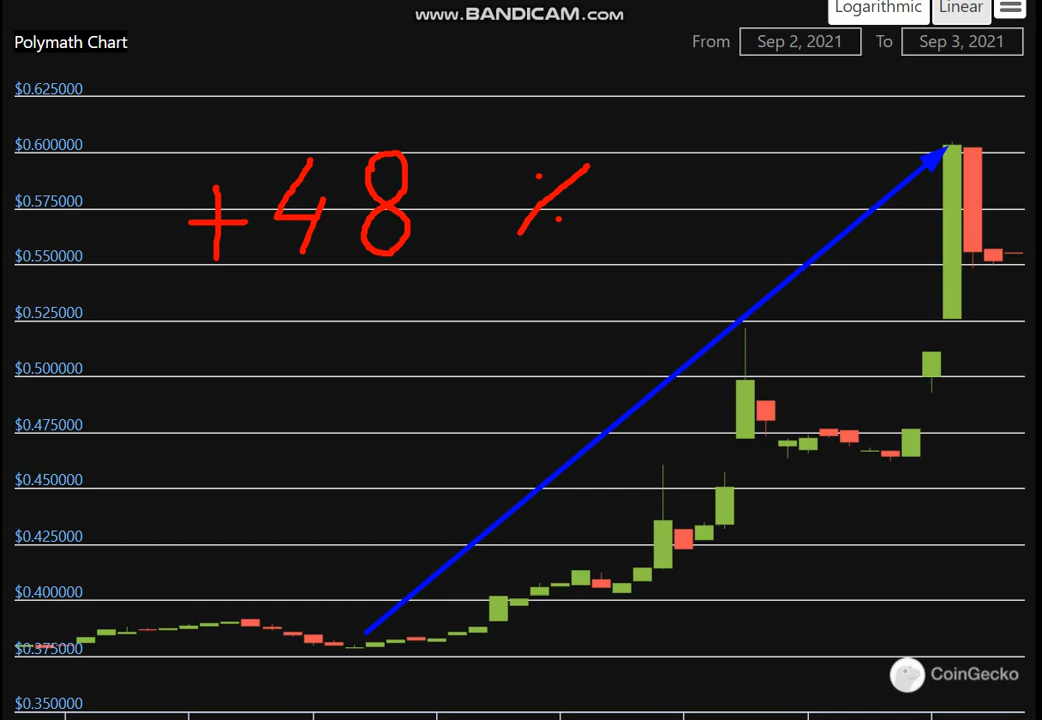 www.BANDICAM.com
Logarithmic Linear
Polymath Chart
From Sep 2, 2021 To Sep 3, 2021
$0.625000
$0.600000
+48 %
$0.575000
$0.550000
$0.525000
$0.500000
$0.475000
$0.450000
$0.425000
$0.400000
$0.375000
CoinGecko
$0.350000